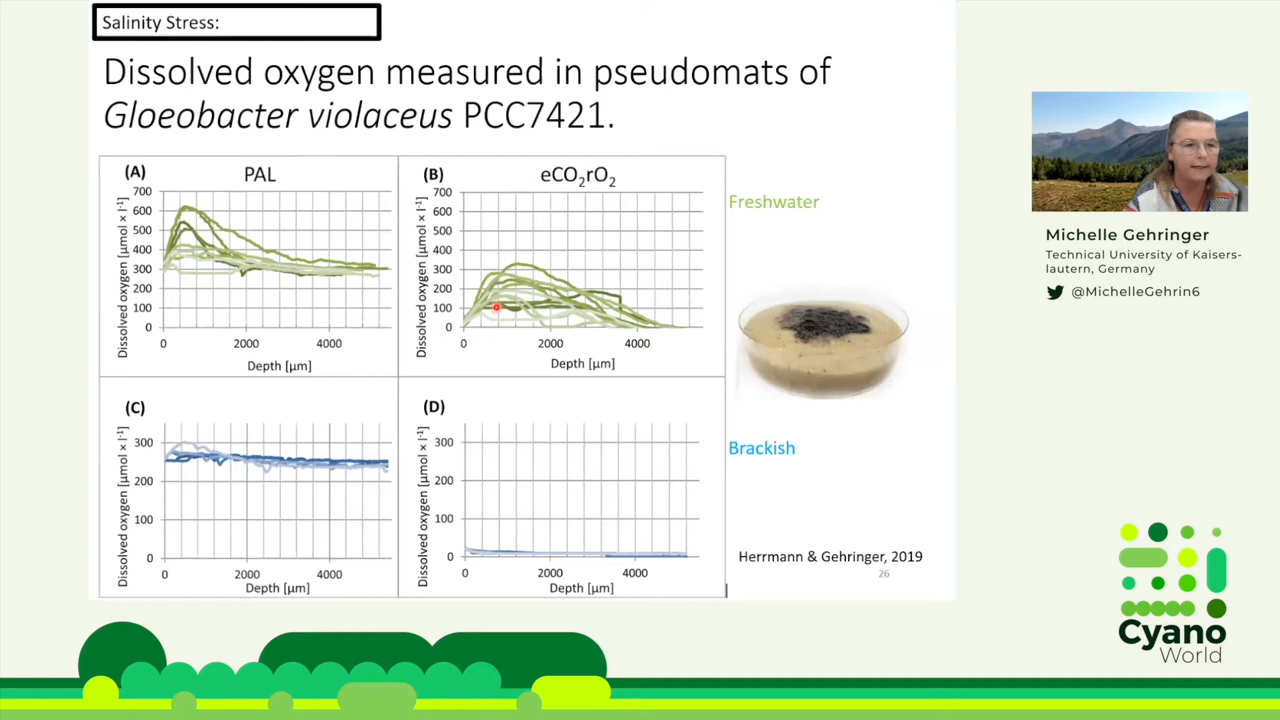 Salinity Stress:
Dissolved oxygen measured in pseudomats of
Gloeobacter violaceus PCC7421.
(A)
PAL
Dissolved oxygen [µmol × l⁻¹]
700
600
500
400
300
200
100
0
0
2000
4000
Depth [µm]
(B)
eCO₂rO₂
Dissolved oxygen [µmol × l⁻¹]
700
600
500
400
300
200
100
0
0
2000
4000
Depth [µm]
Freshwater
(C)
Dissolved oxygen [µmol × l⁻¹]
300
200
100
0
0
2000
4000
Depth [µm]
(D)
Dissolved oxygen [µmol × l⁻¹]
300
200
100
0
0
2000
4000
Depth [µm]
Brackish
Herrmann & Gehringer, 2019
26
Michelle Gehringer
Technical University of Kaisers-
lautern, Germany
@MichelleGehrin6
Cyano
World